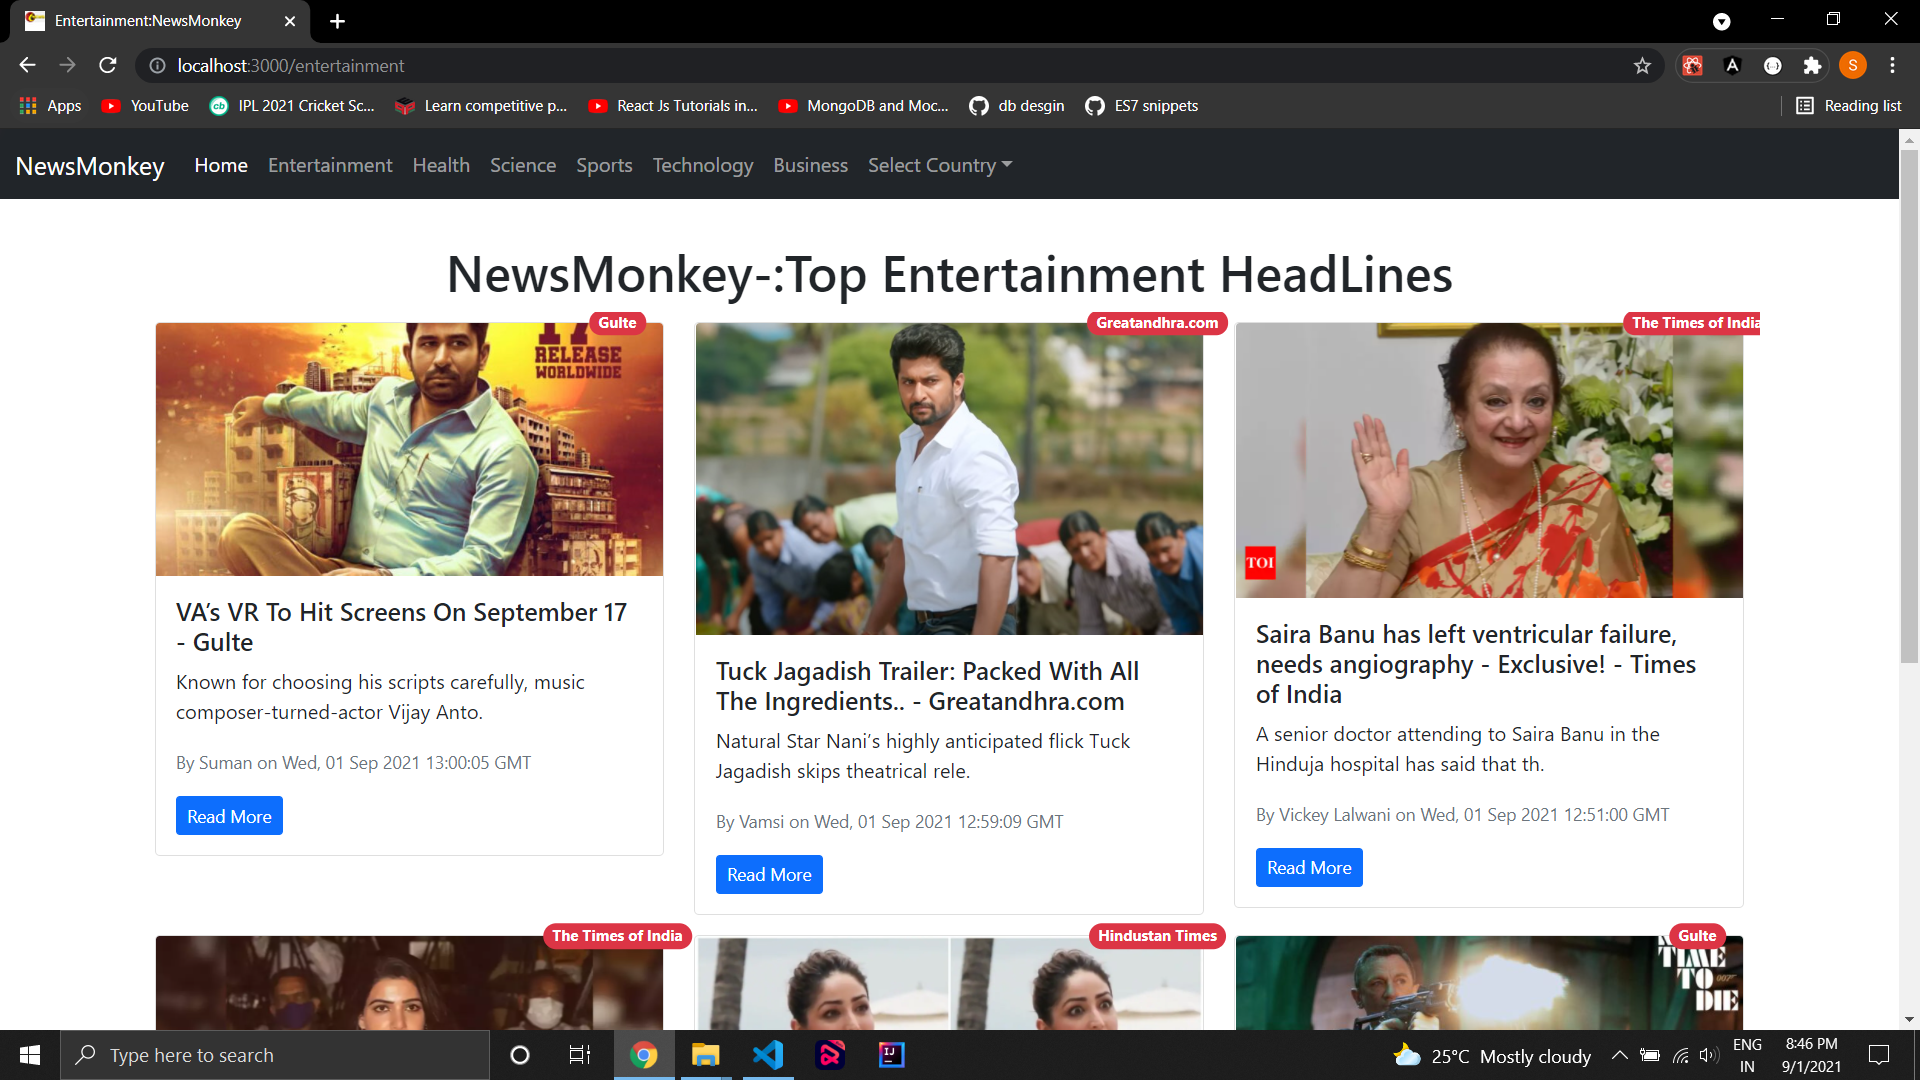 Entertainment:NewsMonkey
localhost:3000/entertainment
S
Apps
YouTube
IPL 2021 Cricket Sc...
Learn competitive p...
React Js Tutorials in...
MongoDB and Moc...
db desgin
ES7 snippets
Reading list
NewsMonkey Home Entertainment Health Science Sports Technology Business Select Country
NewsMonkey-:Top Entertainment HeadLines
Gulte
RELEASE
WORLDWIDE
VA’s VR To Hit Screens On September 17
- Gulte
Known for choosing his scripts carefully, music
composer-turned-actor Vijay Anto.
By Suman on Wed, 01 Sep 2021 13:00:05 GMT
Read More
Greatandhra.com
Tuck Jagadish Trailer: Packed With All
The Ingredients.. - Greatandhra.com
Natural Star Nani’s highly anticipated flick Tuck
Jagadish skips theatrical rele.
By Vamsi on Wed, 01 Sep 2021 12:59:09 GMT
Read More
The Times of India
TOI
Saira Banu has left ventricular failure,
needs angiography - Exclusive! - Times
of India
A senior doctor attending to Saira Banu in the
Hinduja hospital has said that th.
By Vickey Lalwani on Wed, 01 Sep 2021 12:51:00 GMT
Read More
The Times of India
Hindustan Times
Gulte
TIME
TO 007
DIE
Type here to search
25°C Mostly cloudy
ENG
IN
8:46 PM
9/1/2021